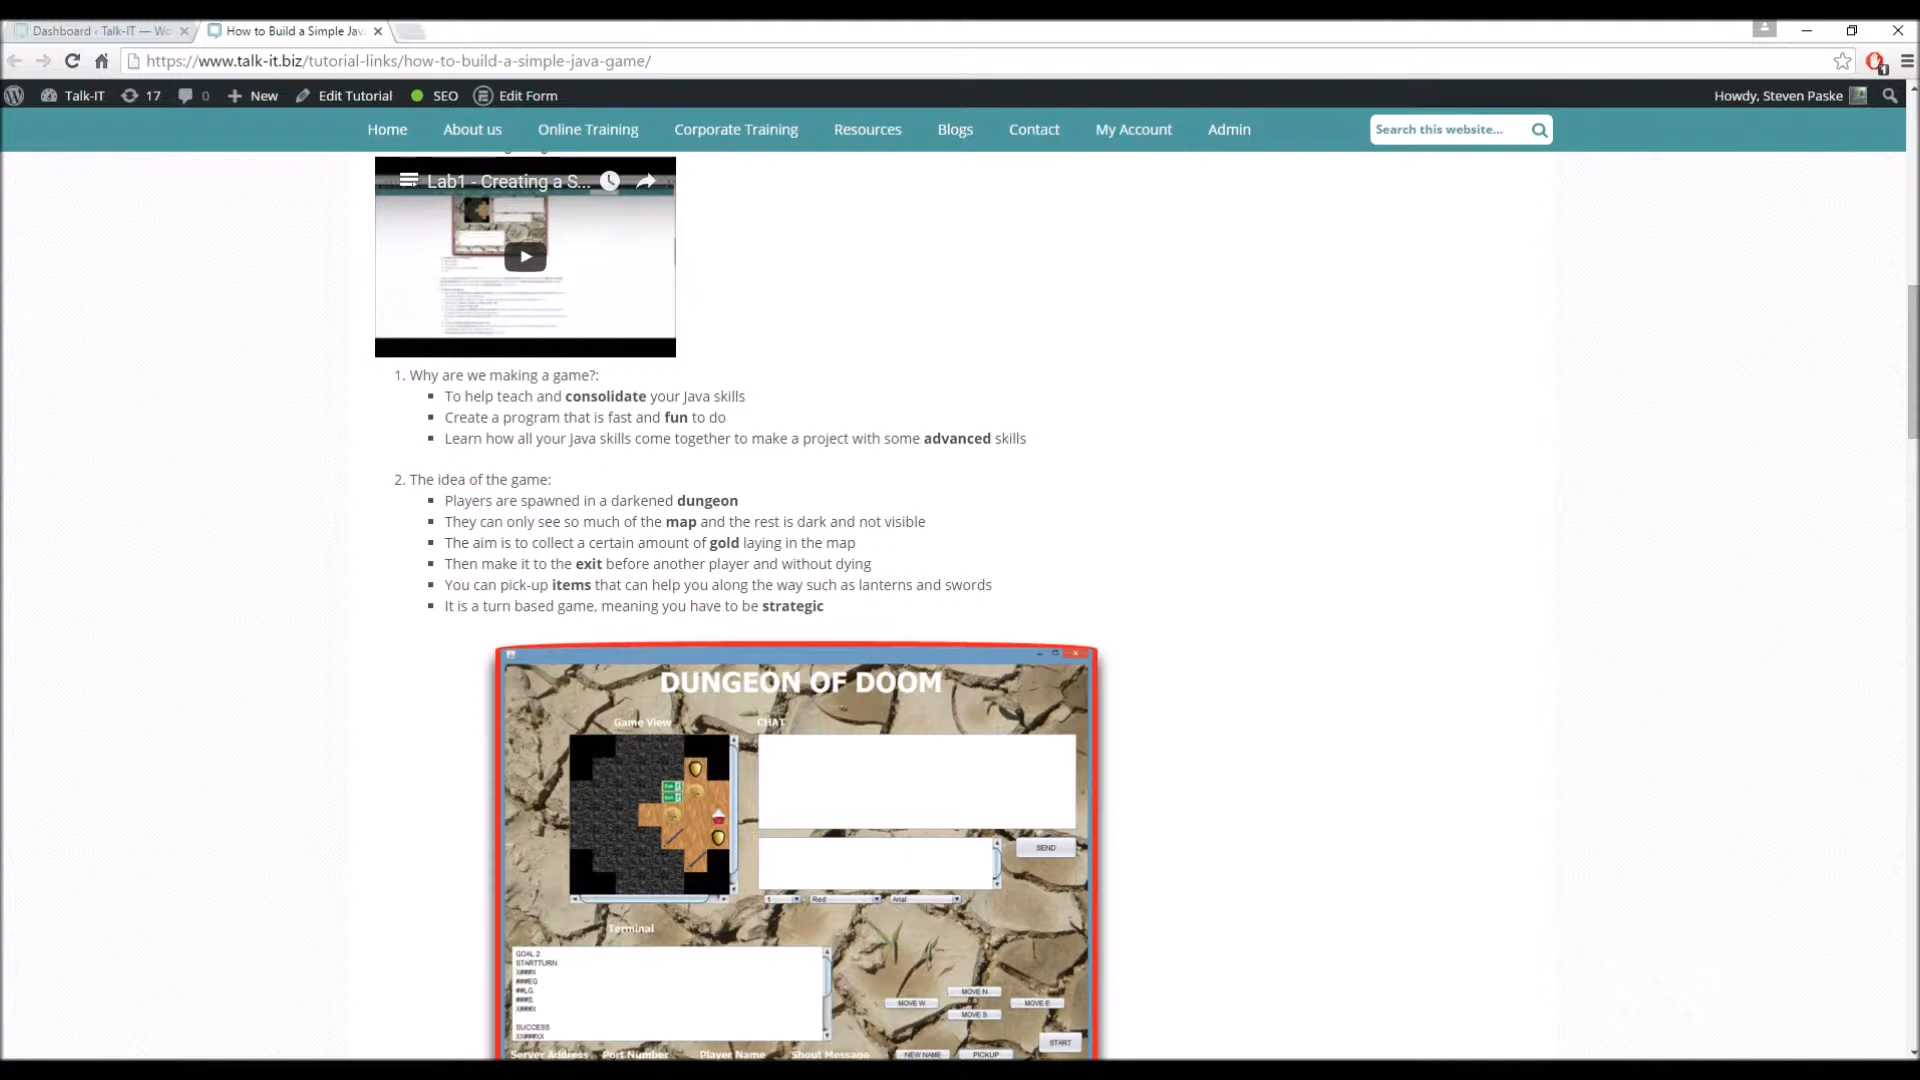 Dashboard ‹ Talk-IT — Wo
How to Build a Simple Jav
https://www.talk-it.biz/tutorial-links/how-to-build-a-simple-java-game/
Talk-IT 17 0 New Edit Tutorial SEO Edit Form Howdy, Steven Paske
Home About us Online Training Corporate Training Resources Blogs Contact My Account Admin Search this website...
Lab1 - Creating a S...
1. Why are we making a game?:
To help teach and consolidate your Java skills
Create a program that is fast and fun to do
Learn how all your Java skills come together to make a project with some advanced skills
2. The idea of the game:
Players are spawned in a darkened dungeon
They can only see so much of the map and the rest is dark and not visible
The aim is to collect a certain amount of gold laying in the map
Then make it to the exit before another player and without dying
You can pick-up items that can help you along the way such as lanterns and swords
It is a turn based game, meaning you have to be strategic
DUNGEON OF DOOM
Game View CHAT
SEND
1 Red Arial
Terminal
GOAL 2
STARTTURN
X###X
###EG
##LG.
###S.
X###X
SUCCESS
MOVE N
MOVE W MOVE E
MOVE S
START
Server Address Port Number Player Name Shout Message NEW NAME PICKUP